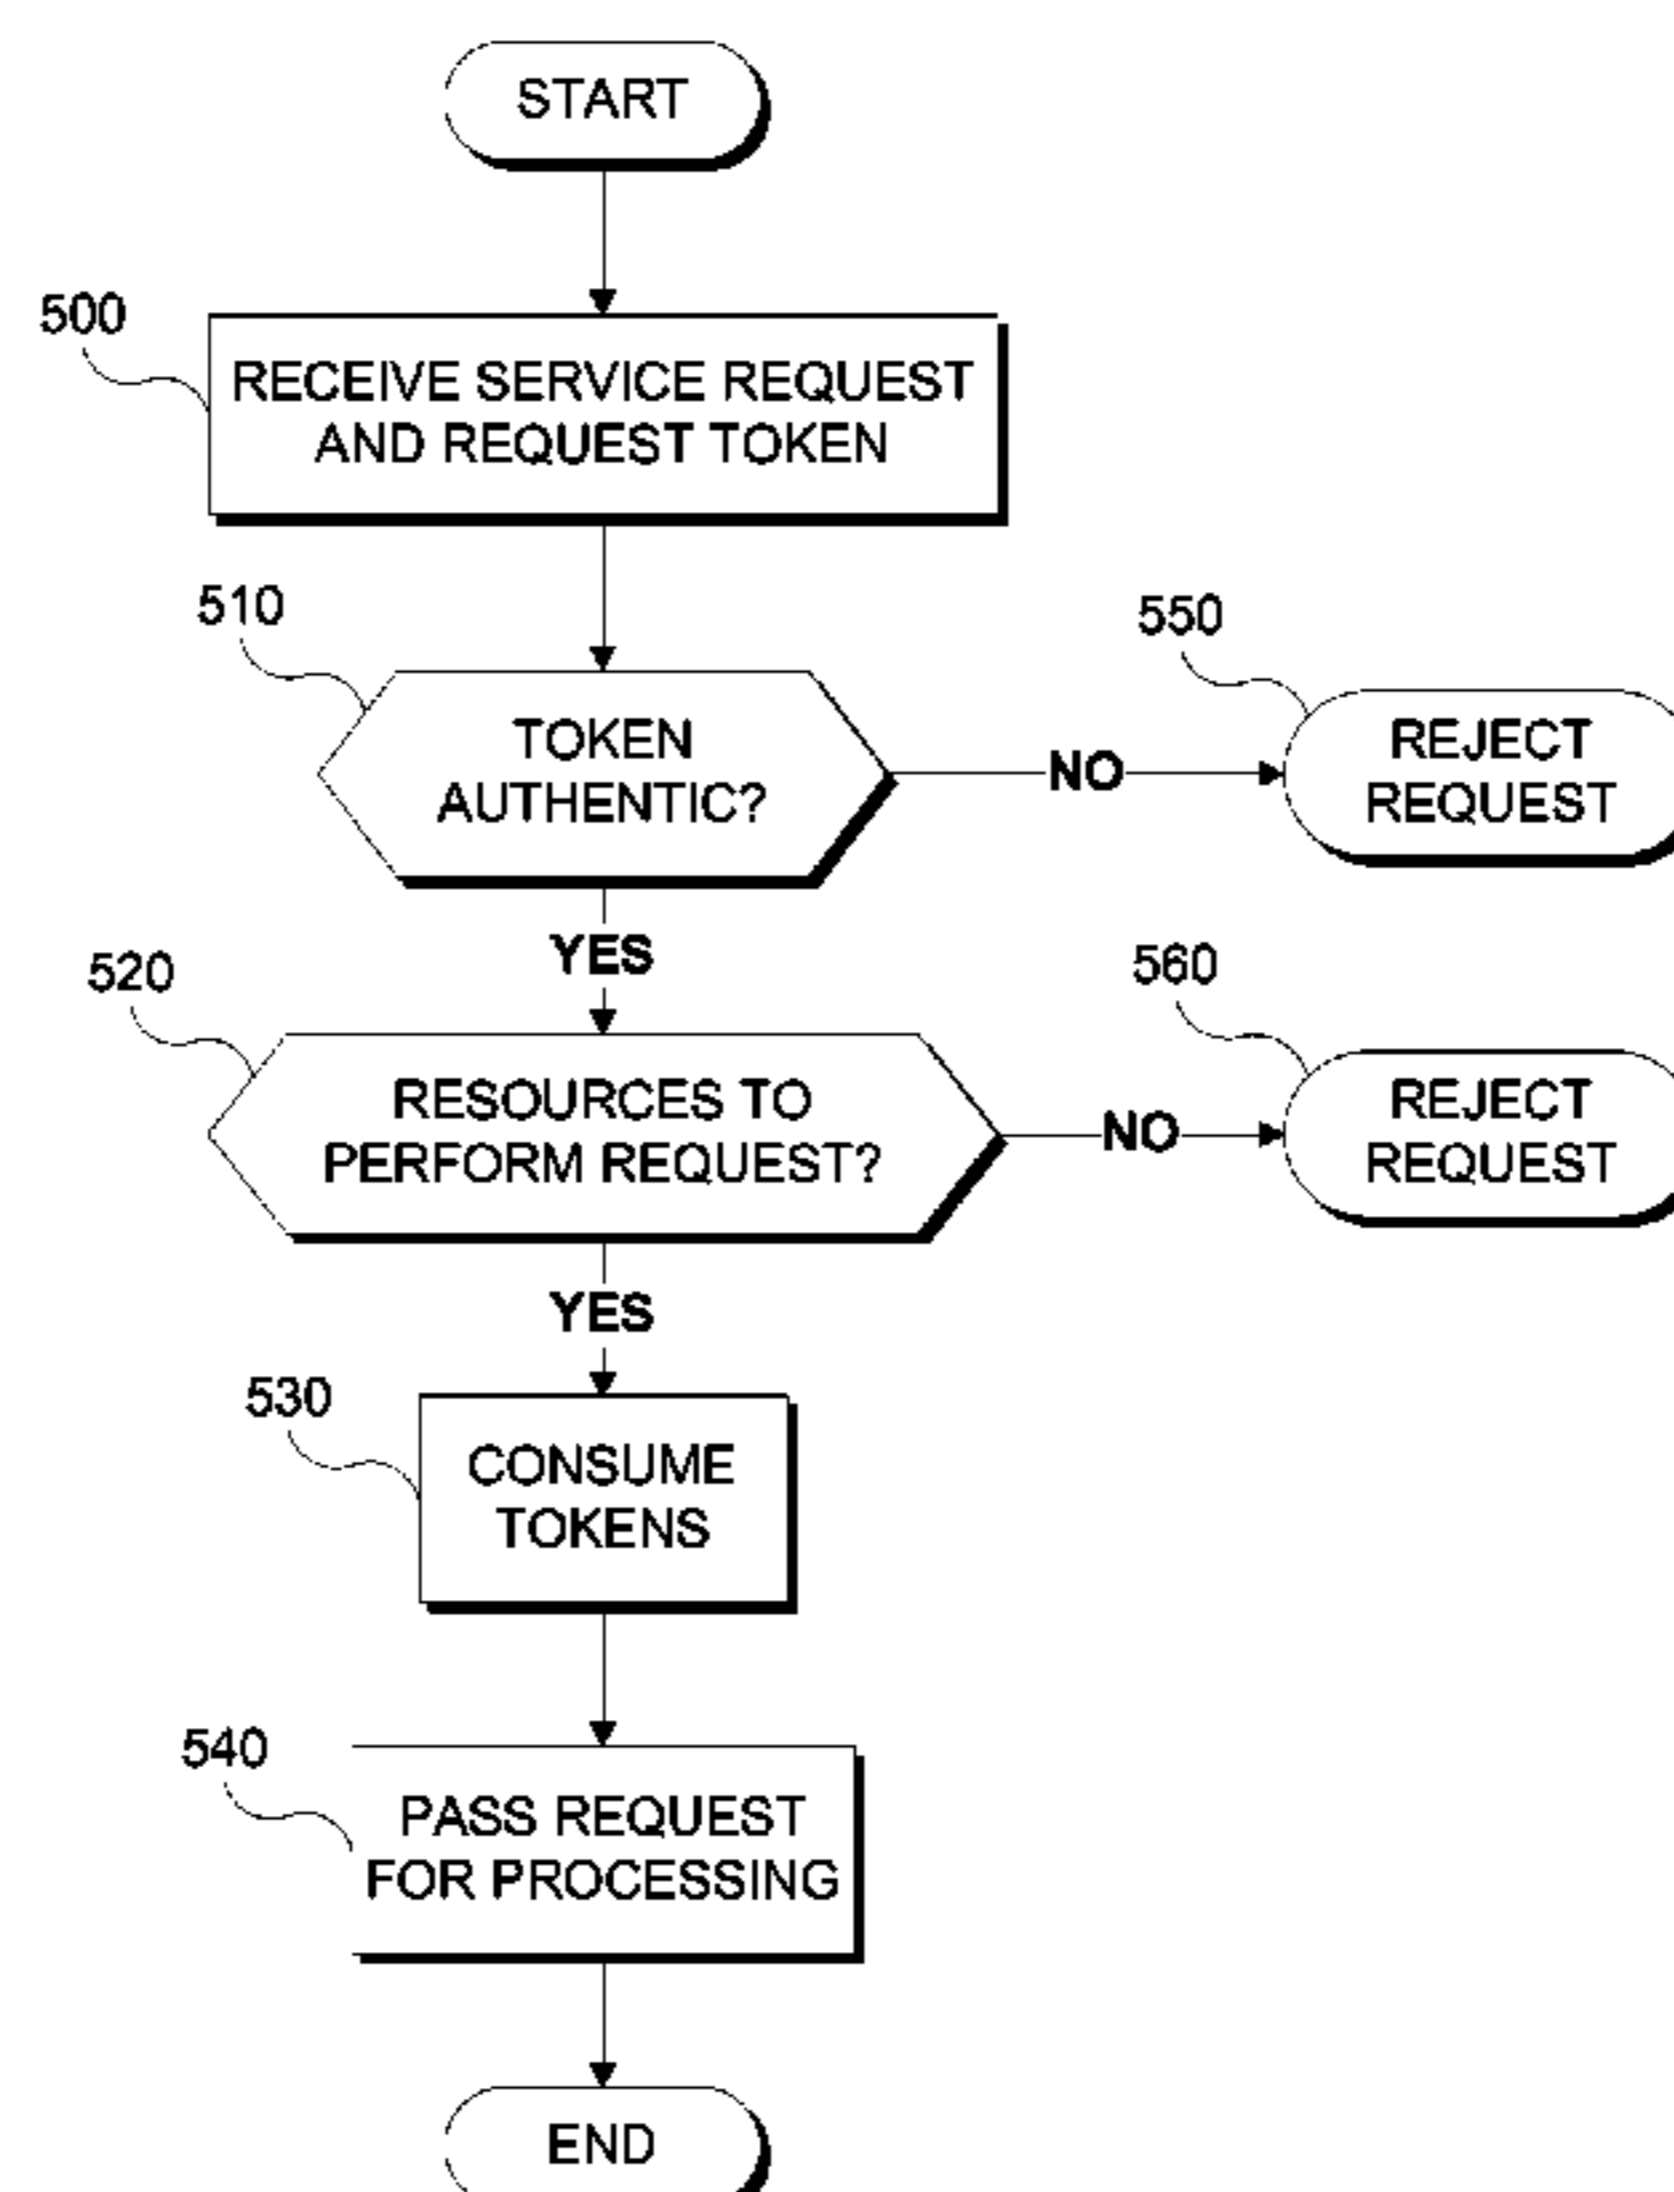 START
500
RECEIVE SERVICE REQUEST
AND REQUEST TOKEN
510
TOKEN
AUTHENTIC?
NO
550
REJECT
REQUEST
YES
520
RESOURCES TO
PERFORM REQUEST?
NO
560
REJECT
REQUEST
YES
530
CONSUME
TOKENS
540
PASS REQUEST
FOR PROCESSING
END